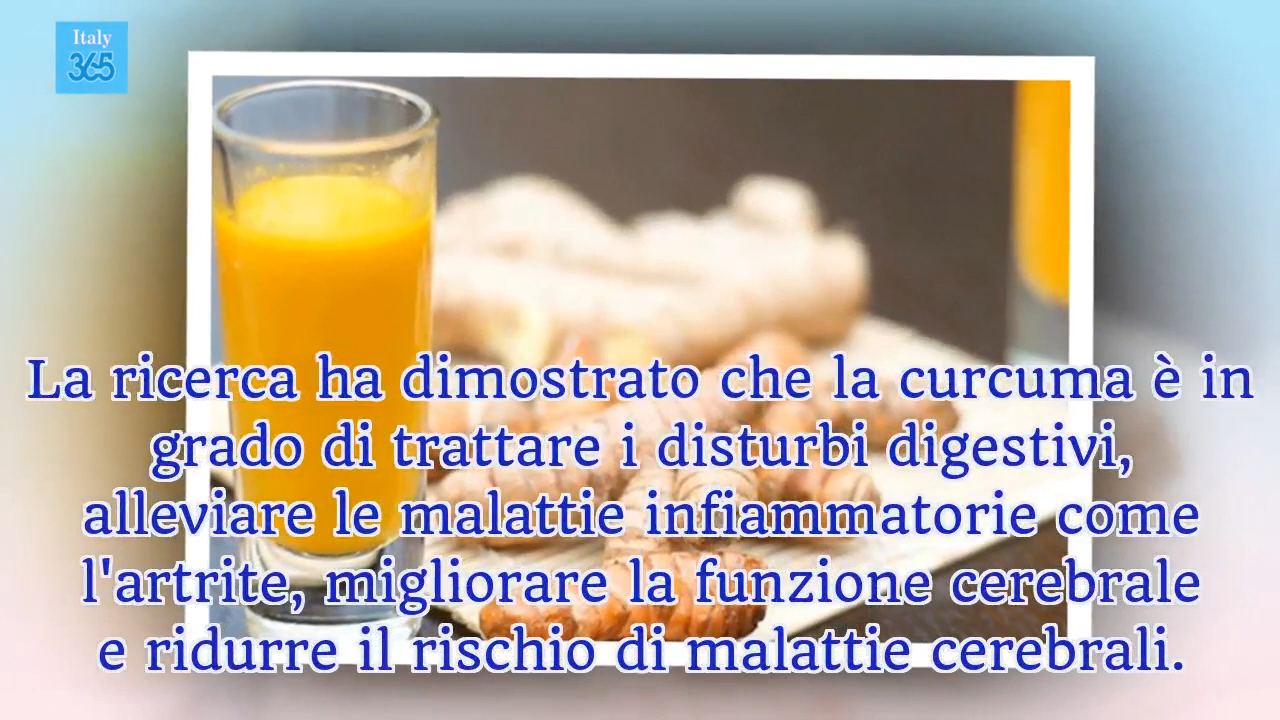 Italy
365
La ricerca ha dimostrato che la curcuma è in
grado di trattare i disturbi digestivi,
alleviare le malattie infiammatorie come
l'artrite, migliorare la funzione cerebrale
e ridurre il rischio di malattie cerebrali.